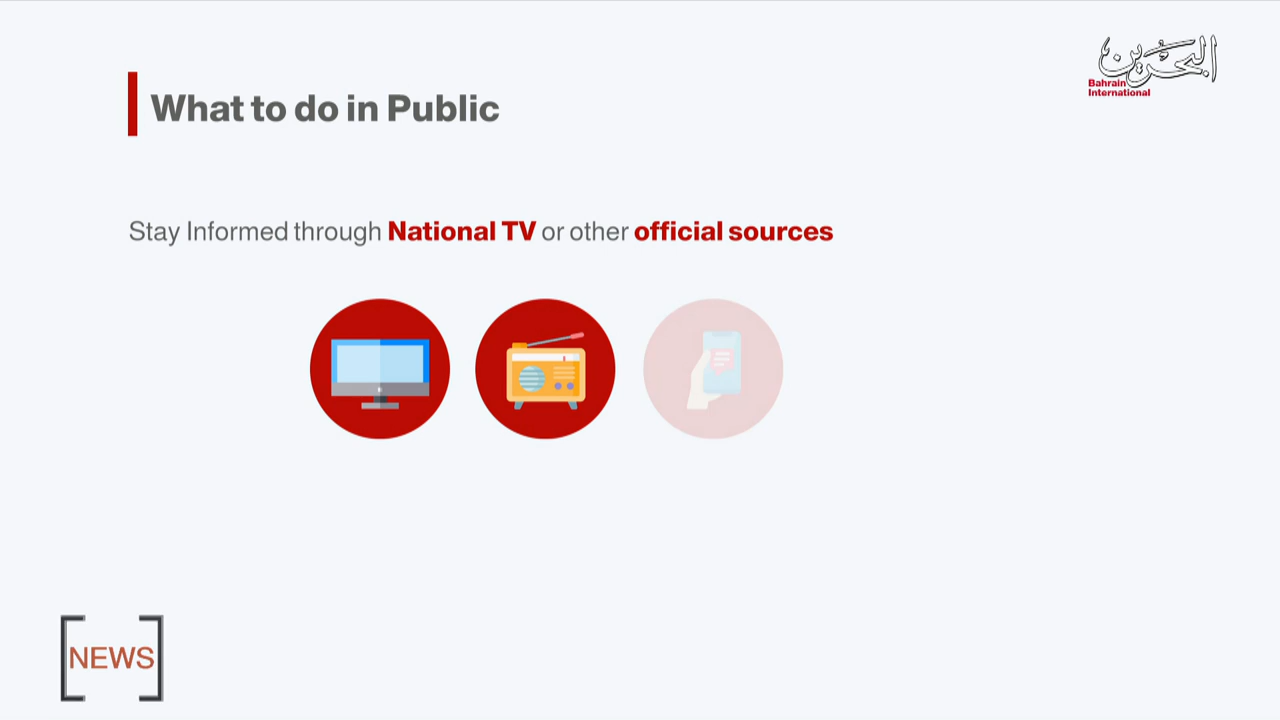 البحرين
Bahrain
International
What to do in Public
Stay Informed through National TV or other official sources
NEWS